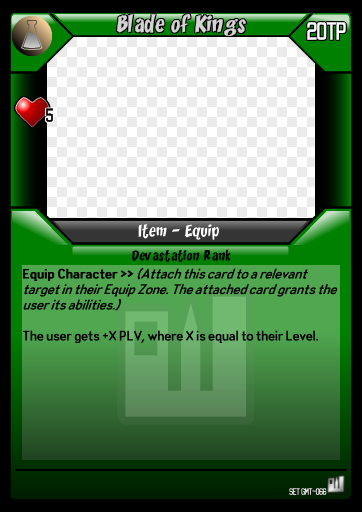 Blade of Kings
20TP
5
Item - Equip
Devastation Rank
Equip Character >> (Attach this card to a relevant
target in their Equip Zone. The attached card grants the
user its abilities.)
The user gets +X PLV, where X is equal to their Level.
SET GMT-066